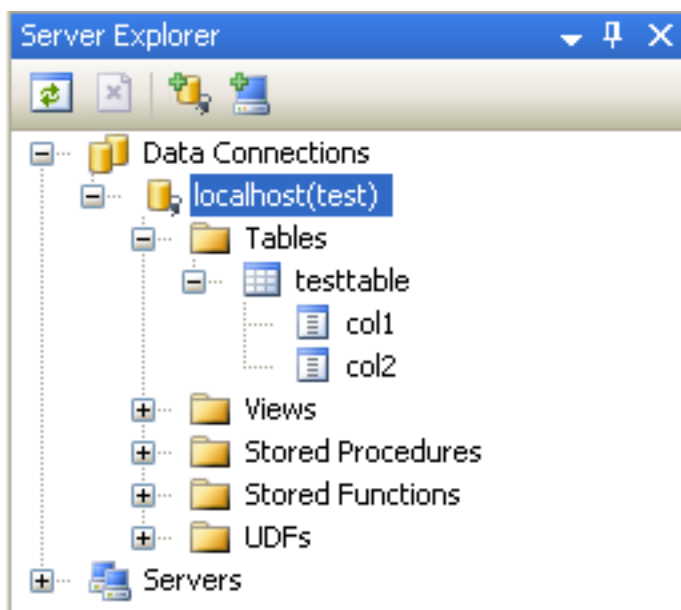 Server Explorer
Data Connections
localhost(test)
Tables
testtable
col1
col2
Views
Stored Procedures
Stored Functions
UDFs
Servers